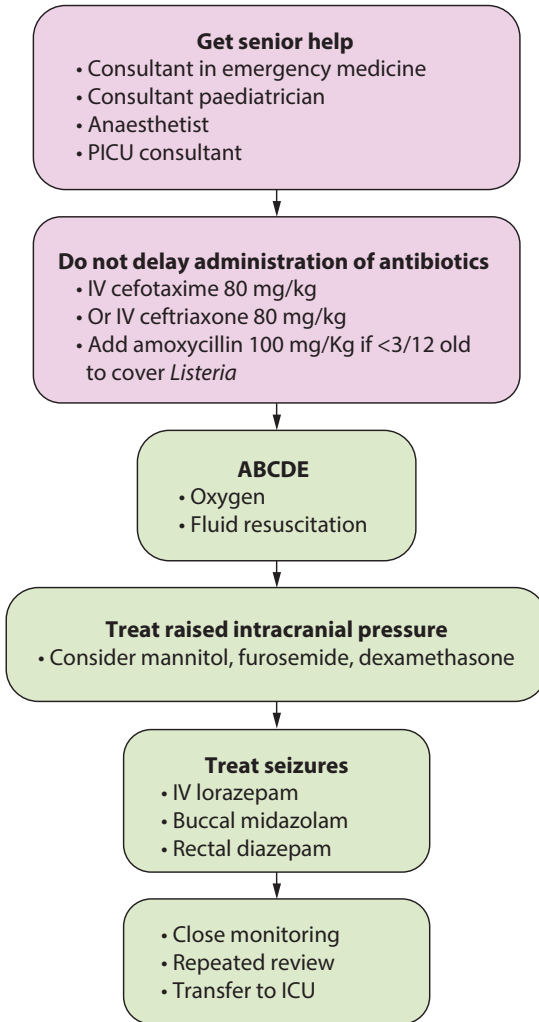 Get senior help
• Consultant in emergency medicine
• Consultant paediatrician
• Anaesthetist
• PICU consultant
Do not delay administration of antibiotics
• IV cefotaxime 80 mg/kg
• Or IV ceftriaxone 80 mg/kg
• Add amoxycillin 100 mg/Kg if <3/12 old
to cover Listeria
ABCDE
• Oxygen
• Fluid resuscitation
Treat raised intracranial pressure
• Consider mannitol, furosemide, dexamethasone
Treat seizures
• IV lorazepam
• Buccal midazolam
• Rectal diazepam
• Close monitoring
• Repeated review
• Transfer to ICU